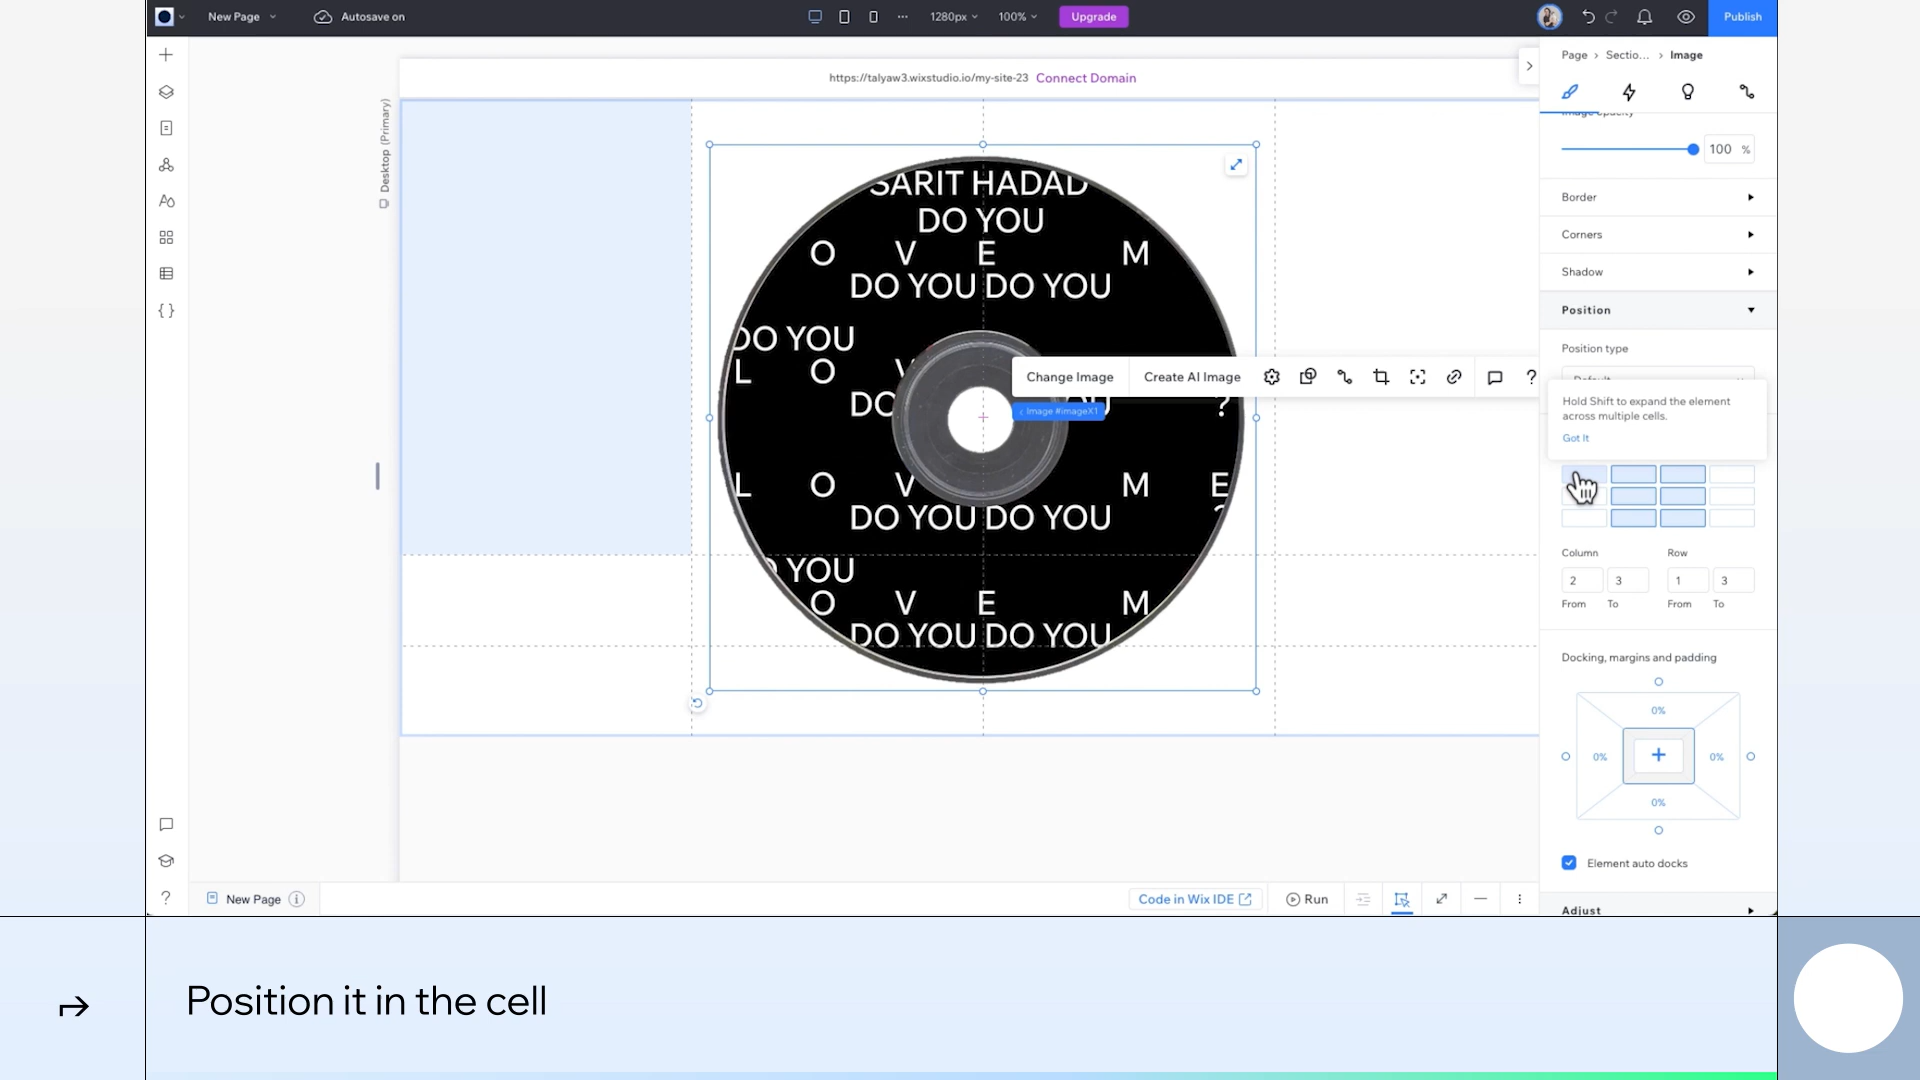 New Page
Autosave on
1280px
100%
Upgrade
Publish
https://talyaw3.wixstudio.io/my-site-23 Connect Domain
Page › Sectio... › Image
Desktop (Primary)
Image opacity
100 %
Border
Corners
Shadow
Position
Position type
Default
Hold Shift to expand the element
across multiple cells.
Got It
Column
Row
2
3
1
3
From
To
From
To
Docking, margins and padding
0%
0%
0%
0%
Element auto docks
Adjust
SARIT HADAD
DO YOU
O V E M
DO YOU DO YOU
DO YOU
L O V
DO
?
L O V M E
DO YOU DO YOU
?
YOU
O V E M
DO YOU DO YOU
Change Image
Create AI Image
?
‹ Image #imageX1
?
New Page
Code in Wix IDE
Run
Position it in the cell